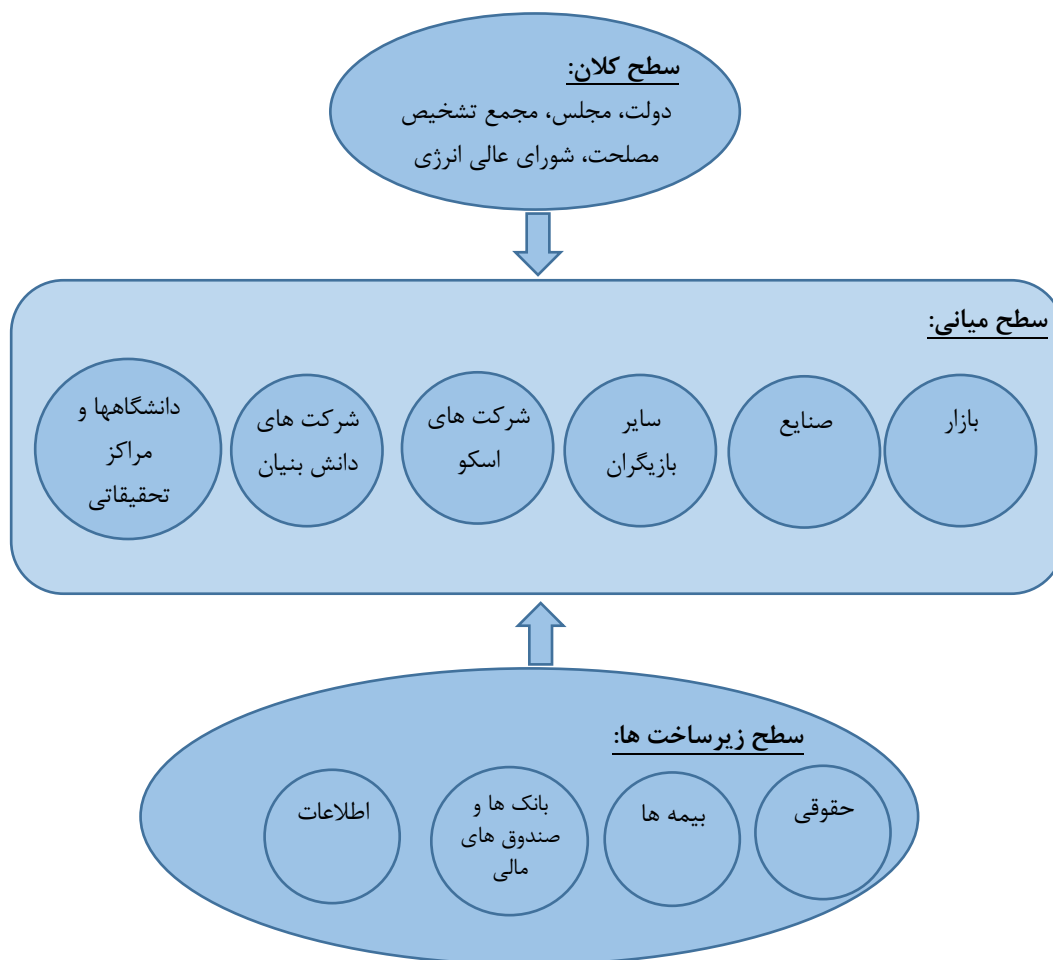 سطح کلان:
دولت، مجلس، مجمع تشخیص
مصلحت، شورای عالی انرژی
سطح میانی:
بازار
صنایع
سایر
بازیگران
شرکت های
اسکو
شرکت های
دانش بنیان
دانشگاهها و
مراکز
تحقیقاتی
سطح زیرساخت ها:
حقوقی
بیمه ها
بانک ها و
صندوق های
مالی
اطلاعات